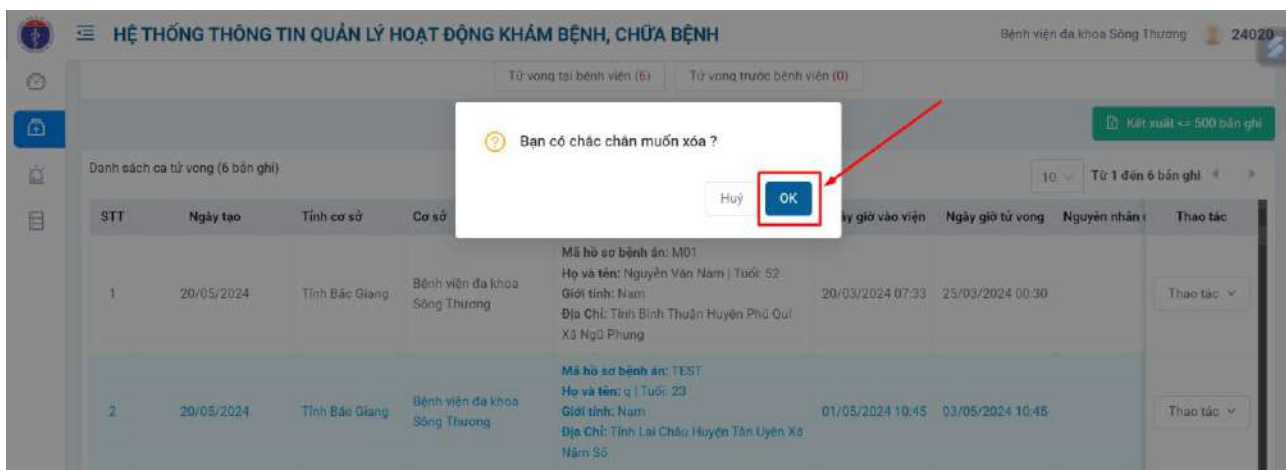 HỆ THỐNG THÔNG TIN QUẢN LÝ HOẠT ĐỘNG KHÁM BỆNH, CHỮA BỆNH
Bệnh viện đa khoa Sông Thương
24020
Tử vong tại bệnh viện (6)
Tử vong trước bệnh viện (0)
Kết xuất <= 500 bản ghi
Bạn có chắc chắn muốn xóa ?
Huỷ
OK
Danh sách ca tử vong (6 bản ghi)
10
Từ 1 đến 6 bản ghi
STT
Ngày tạo
Tỉnh cơ sở
Cơ sở
ày giờ vào viện
Ngày giờ tử vong
Nguyên nhân
Thao tác
1
20/05/2024
Tỉnh Bắc Giang
Bệnh viện đa khoa
Sông Thương
Mã hồ sơ bệnh án: M01
Họ và tên: Nguyễn Văn Nam | Tuổi: 52
Giới tính: Nam
Địa Chỉ: Tỉnh Bình Thuận Huyện Phú Quí
Xã Ngũ Phụng
20/03/2024 07:33
25/03/2024 00:30
Thao tác
2
20/05/2024
Tỉnh Bắc Giang
Bệnh viện đa khoa
Sông Thương
Mã hồ sơ bệnh án: TEST
Họ và tên: q | Tuổi: 23
Giới tính: Nam
Địa Chỉ: Tỉnh Lai Châu Huyện Tân Uyên Xã
Nậm Sỏ
01/05/2024 10:45
03/05/2024 10:45
Thao tác